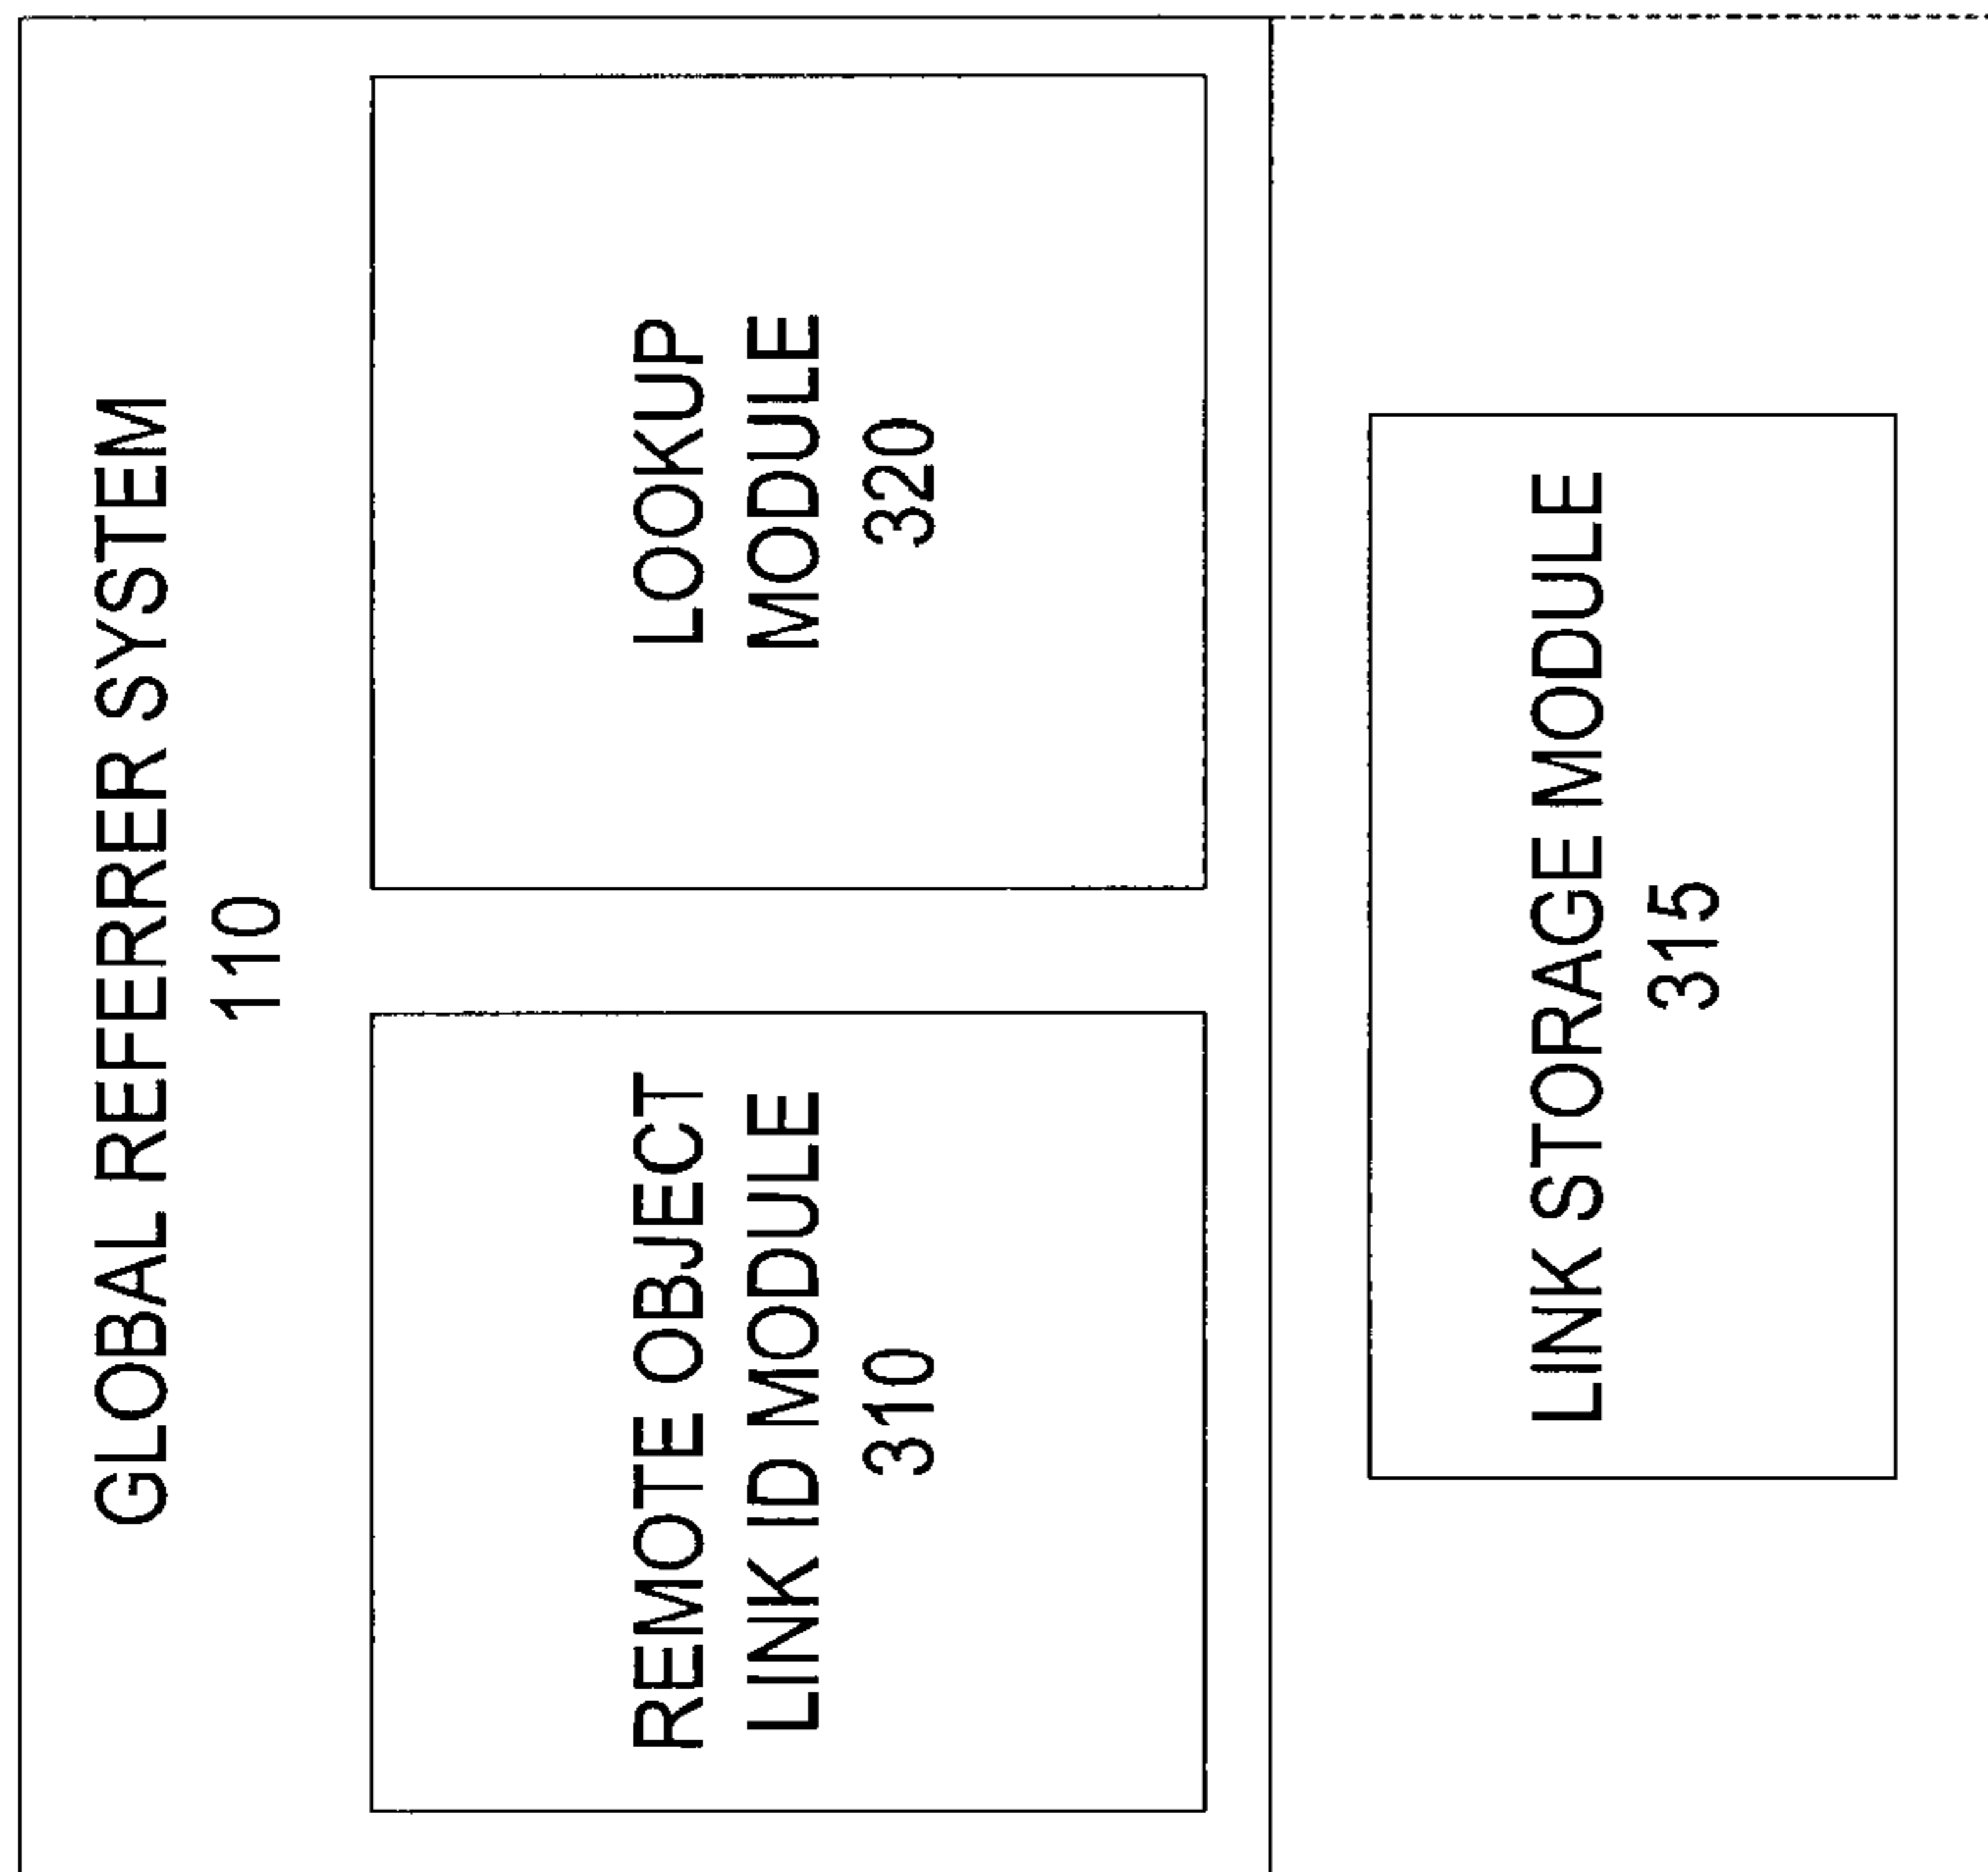 GLOBAL REFERRER SYSTEM
110
REMOTE OBJECT
LINK ID MODULE
310
LOOKUP
MODULE
320
LINK STORAGE MODULE
315